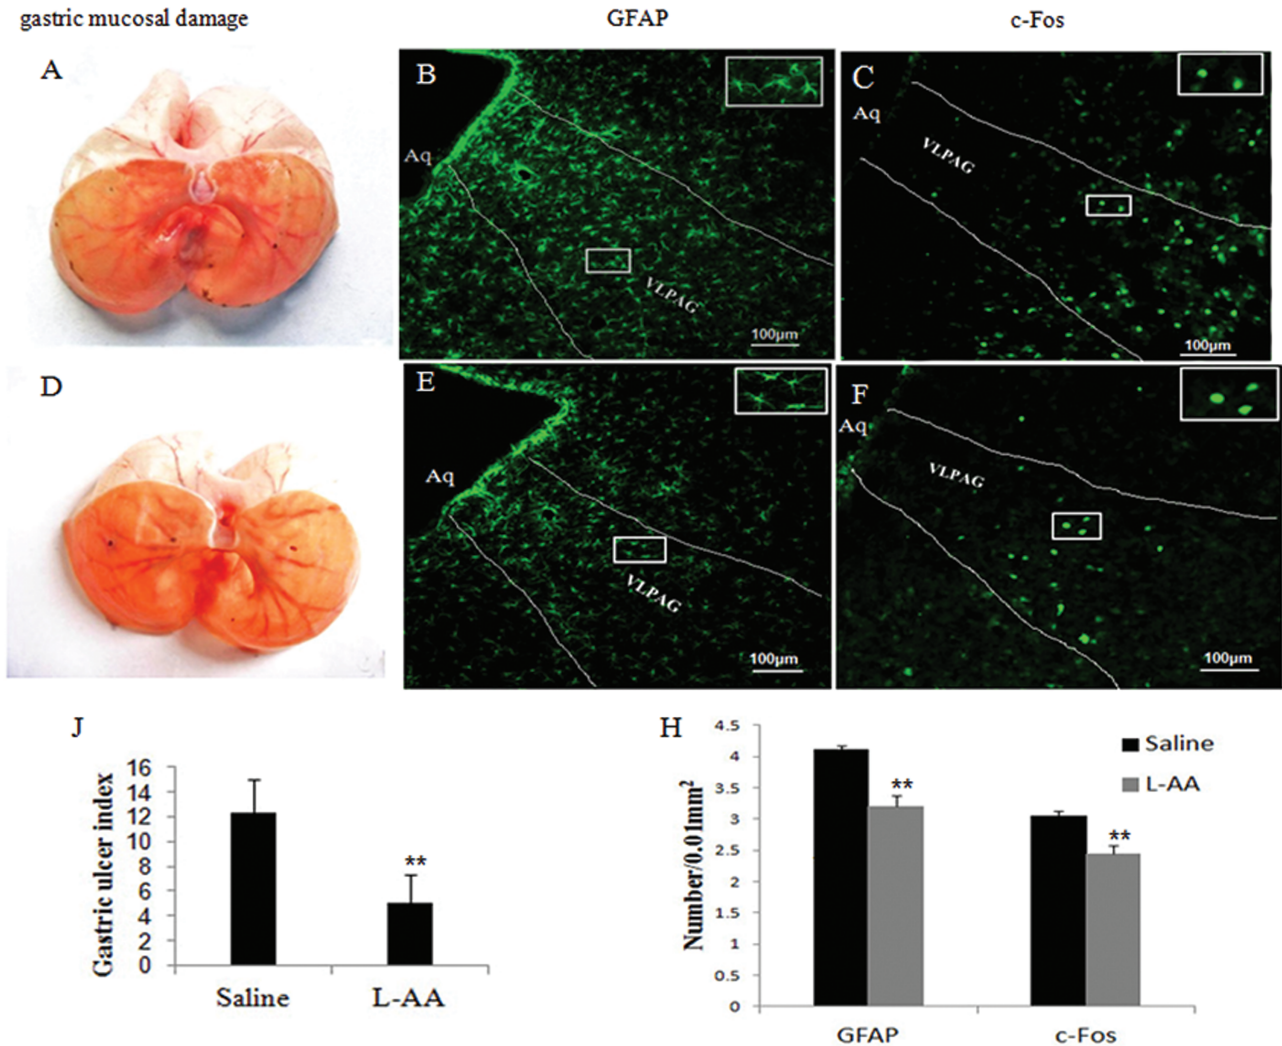 gastric mucosal damage
GFAP
c-Fos
A
B
Aq
VLPAG
100μm
C
Aq
VLPAG
100μm
D
E
Aq
VLPAG
100μm
F
Aq
VLPAG
100μm
J
Gastric ulcer index
16
14
12
10
8
6
4
2
0
**
Saline
L-AA
H
Number/0.01mm²
4.5
4
3.5
3
2.5
2
1.5
1
0.5
0
**
**
Saline
L-AA
GFAP
c-Fos